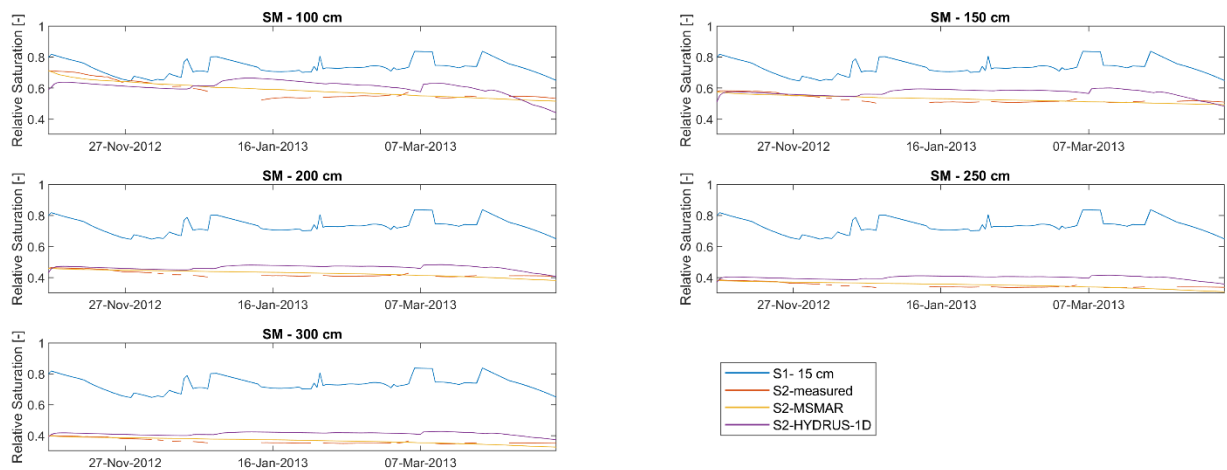 SM - 100 cm
Relative Saturation [-]
1
0.8
0.6
0.4
27-Nov-2012 16-Jan-2013 07-Mar-2013
SM - 150 cm
Relative Saturation [-]
1
0.8
0.6
0.4
27-Nov-2012 16-Jan-2013 07-Mar-2013
SM - 200 cm
Relative Saturation [-]
1
0.8
0.6
0.4
27-Nov-2012 16-Jan-2013 07-Mar-2013
SM - 250 cm
Relative Saturation [-]
1
0.8
0.6
0.4
27-Nov-2012 16-Jan-2013 07-Mar-2013
SM - 300 cm
Relative Saturation [-]
1
0.8
0.6
0.4
27-Nov-2012 16-Jan-2013 07-Mar-2013
S1- 15 cm
S2-measured
S2-MSMAR
S2-HYDRUS-1D